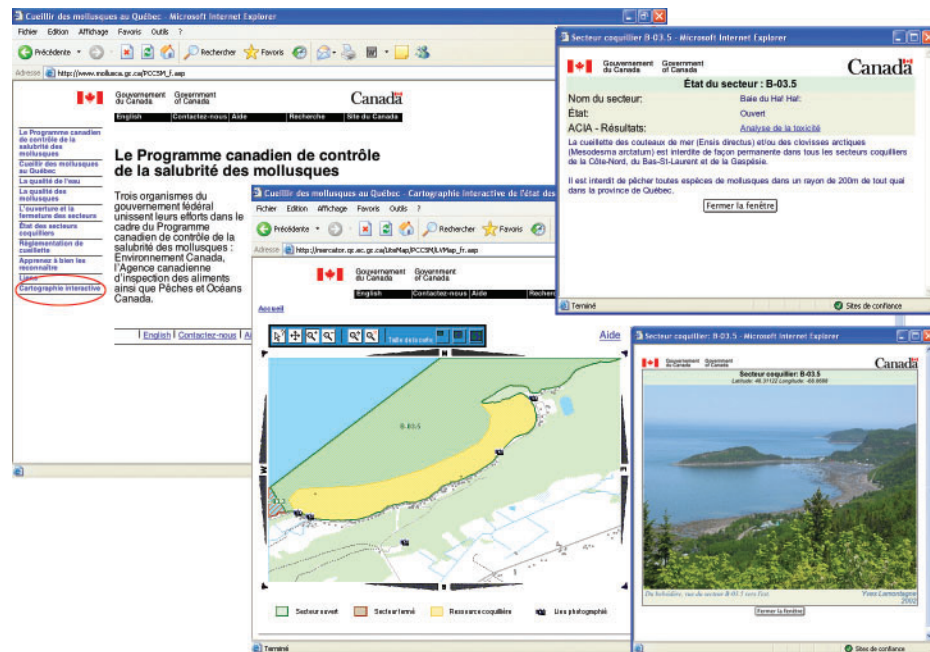 Cueillir des mollusques au Québec - Microsoft Internet Explorer
Fichier Edition Affichage Favoris Outils ?
Précédente Rechercher Favoris
Adresse http://www.mollusca.gc.ca/PCCSM_f.asp
Gouvernement du Canada Government of Canada Canada
English Contactez-nous Aide Recherche Site du Canada
Le Programme canadien
de contrôle de la
salubrité des
mollusques
Cueillir des mollusques
au Québec
La qualité de l'eau
La qualité des
mollusques
L'ouverture et la
fermeture des secteurs
État des secteurs
coquilliers
Réglementation de
cueillette
Apprenez à bien les
reconnaître
Liens
Cartographie interactive
Le Programme canadien de contrôle
de la salubrité des mollusques
Trois organismes du
gouvernement fédéral
unissent leurs efforts dans le
cadre du Programme
canadien de contrôle de la
salubrité des mollusques :
Environnement Canada,
l'Agence canadienne
d'inspection des aliments
ainsi que Pêches et Océans
Canada.
English Contactez-nous
Cueillir des mollusques au Québec - Cartographie interactive de l'état des
Fichier Edition Affichage Favoris Outils ?
Précédente Rechercher Favoris
Adresse
Gouvernement du Canada Government of Canada
English Contactez-nous Aide
Accueil
Taille de la carte
Aide
N
B-03.5
W
E
Secteur ouvert Secteur fermé Ressource coquillière Lieu photographié
Terminé
Secteur coquillier B-03.5 - Microsoft Internet Explorer
Gouvernement du Canada Government of Canada Canada
État du secteur : B-03.5
Nom du secteur: Baie du Ha! Ha!:
État: Ouvert
ACIA - Résultats: Analyse de la toxicité
La cueillette des couteaux de mer (Ensis directus) et/ou des clovisses arctiques
(Mesodesma arctatum) est interdite de façon permanente dans tous les secteurs coquilliers
de la Côte-Nord, du Bas-St-Laurent et de la Gaspésie.
Il est interdit de pêcher toutes espèces de mollusques dans un rayon de 200m de tout quai
dans la province de Québec.
Fermer la fenêtre
Terminé Sites de confiance
Secteur coquillier: B-03.5 - Microsoft Internet Explorer
Gouvernement du Canada Government of Canada Canada
Secteur coquillier: B-03.5
Du belvédère, vue du secteur B-03.5 vers l'est. Yves Lamontagne
2002
Fermer la fenêtre
Sites de confiance